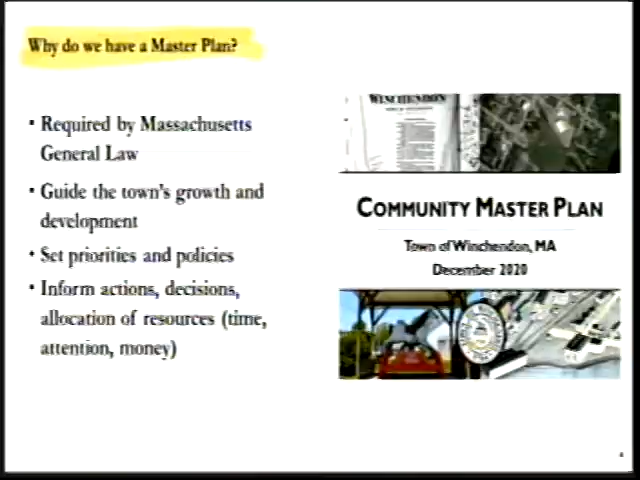 Why do we have a Master Plan?
• Required by Massachusetts
General Law
• Guide the town's growth and
development
• Set priorities and policies
• Inform actions, decisions,
allocation of resources (time,
attention, money)
WINCHENDON
COMMUNITY MASTER PLAN
Town of Winchendon, MA
December 2020
4